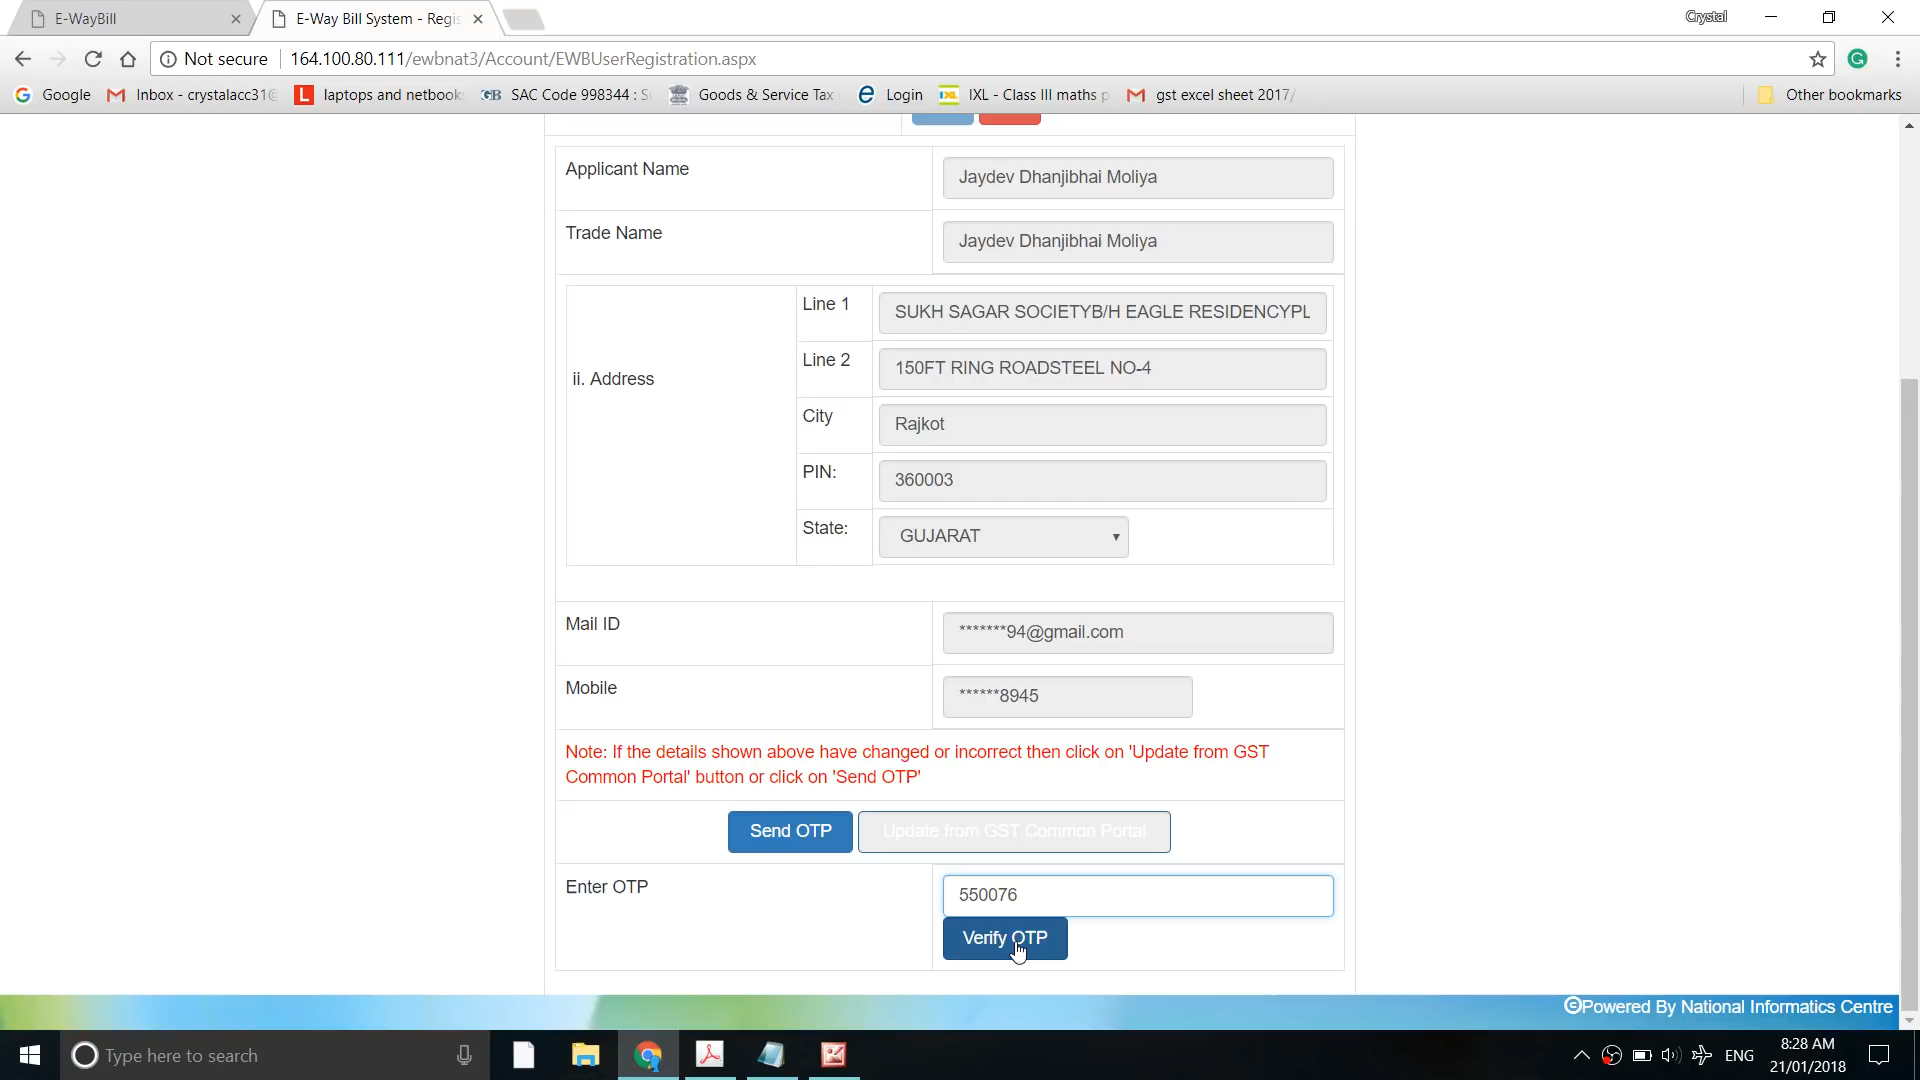 E-WayBill
E-Way Bill System - Regis
Crystal
Not secure
164.100.80.111/ewbnat3/Account/EWBUserRegistration.aspx
Google
Inbox - crystalacc31@
laptops and netbook
SAC Code 998344 : S
Goods & Service Tax
Login
IXL - Class III maths p
gst excel sheet 2017/
Other bookmarks
Applicant Name
Jaydev Dhanjibhai Moliya
Trade Name
Jaydev Dhanjibhai Moliya
ii. Address
Line 1
SUKH SAGAR SOCIETYB/H EAGLE RESIDENCYPL
Line 2
150FT RING ROADSTEEL NO-4
City
Rajkot
PIN:
360003
State:
GUJARAT
Mail ID
*******94@gmail.com
Mobile
******8945
Note: If the details shown above have changed or incorrect then click on 'Update from GST
Common Portal' button or click on 'Send OTP'
Send OTP
Update from GST Common Portal
Enter OTP
550076
Verify OTP
©Powered By National Informatics Centre
Type here to search
ENG
8:28 AM
21/01/2018